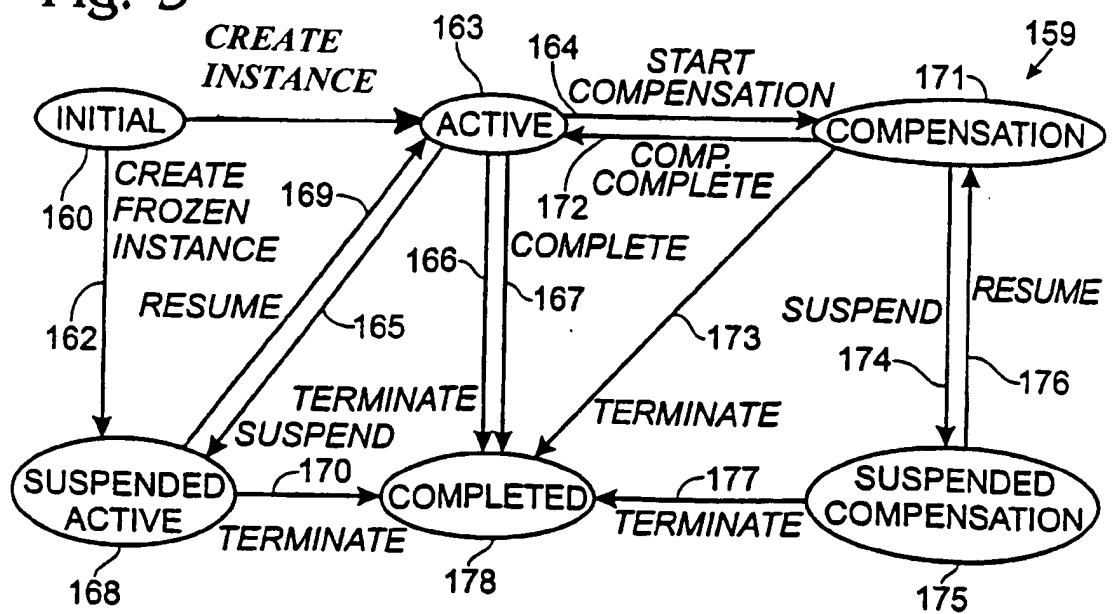 Fig. 5
CREATE
INSTANCE
163
164
START
COMPENSATION
159
171
INITIAL
ACTIVE
COMPENSATION
160
CREATE
FROZEN
INSTANCE
169
172
COMP.
COMPLETE
162
RESUME
165
166
COMPLETE
167
173
SUSPEND
174
RESUME
176
TERMINATE
SUSPEND
TERMINATE
SUSPENDED
ACTIVE
170
TERMINATE
COMPLETED
177
TERMINATE
SUSPENDED
COMPENSATION
168
178
175